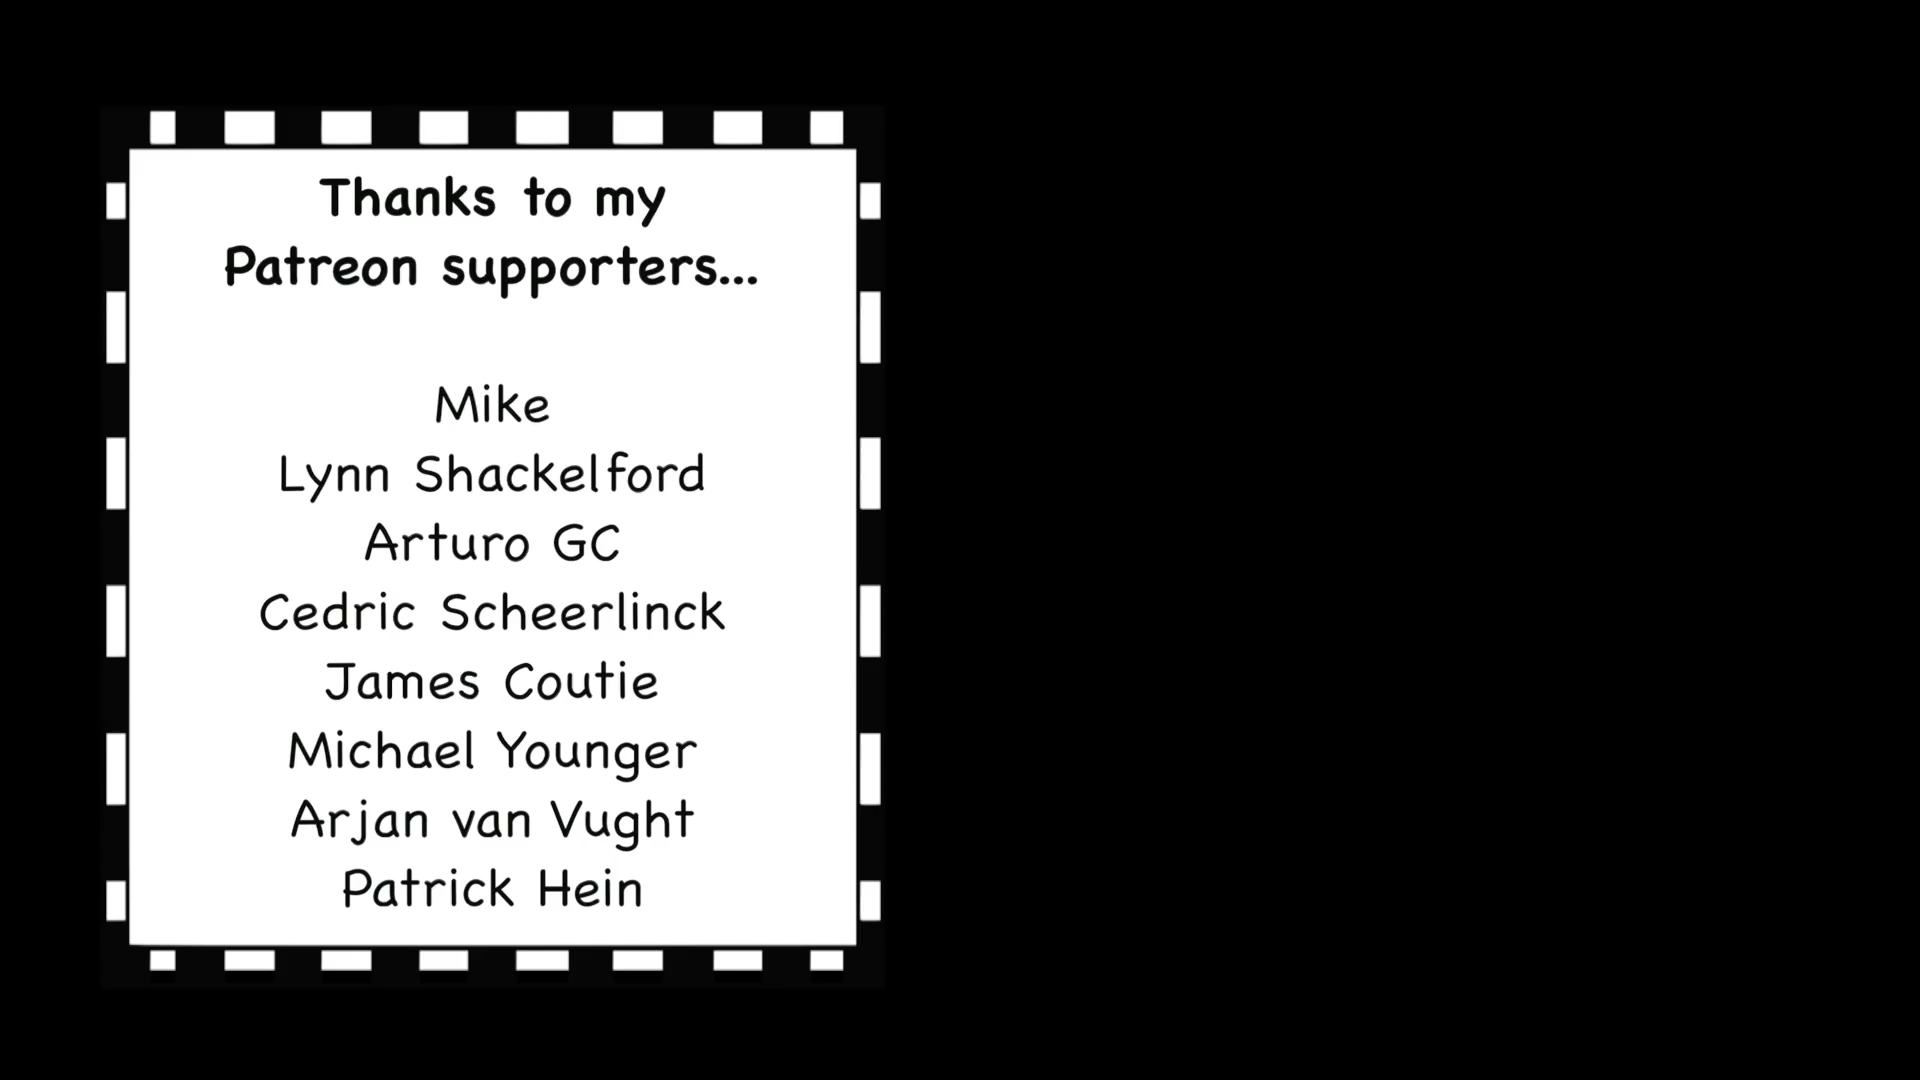 Thanks to my
Patreon supporters...
Mike
Lynn Shackelford
Arturo GC
Cedric Scheerlinck
James Coutie
Michael Younger
Arjan van Vught
Patrick Hein